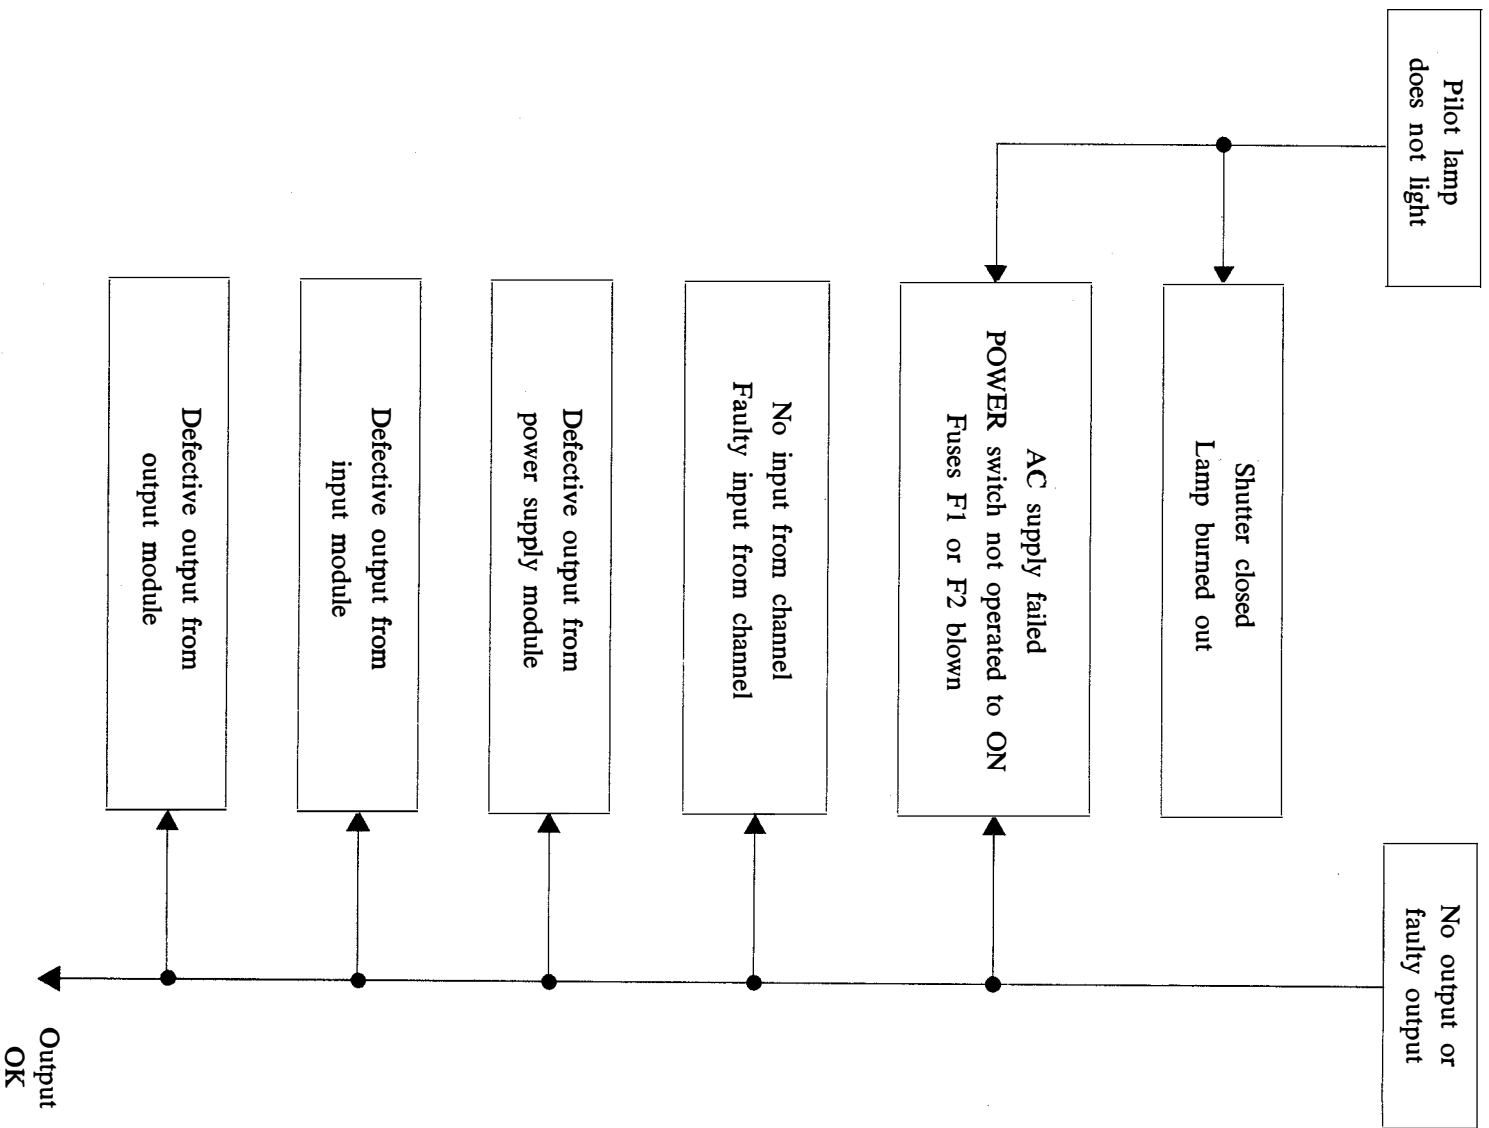 Pilot lamp
does not light
No output or
faulty output
Shutter closed
Lamp burned out
AC supply failed
POWER switch not operated to ON
Fuses F1 or F2 blown
No input from channel
Faulty input from channel
Defective output from
power supply module
Defective output from
input module
Defective output from
output module
Output
OK